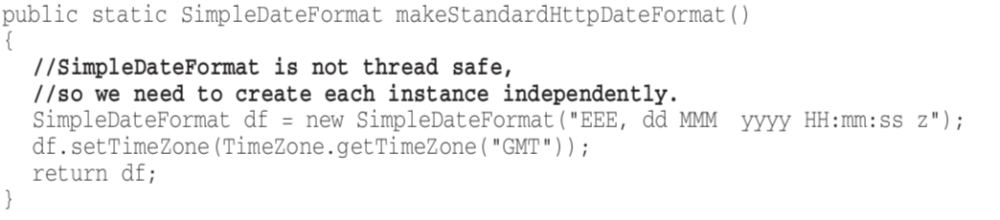 public static SimpleDateFormat makeStandardHttpDateFormat()
{
  //SimpleDateFormat is not thread safe,
  //so we need to create each instance independently.
  SimpleDateFormat df = new SimpleDateFormat("EEE, dd MMM  yyyy HH:mm:ss z");
  df.setTimeZone(TimeZone.getTimeZone("GMT"));
  return df;
}